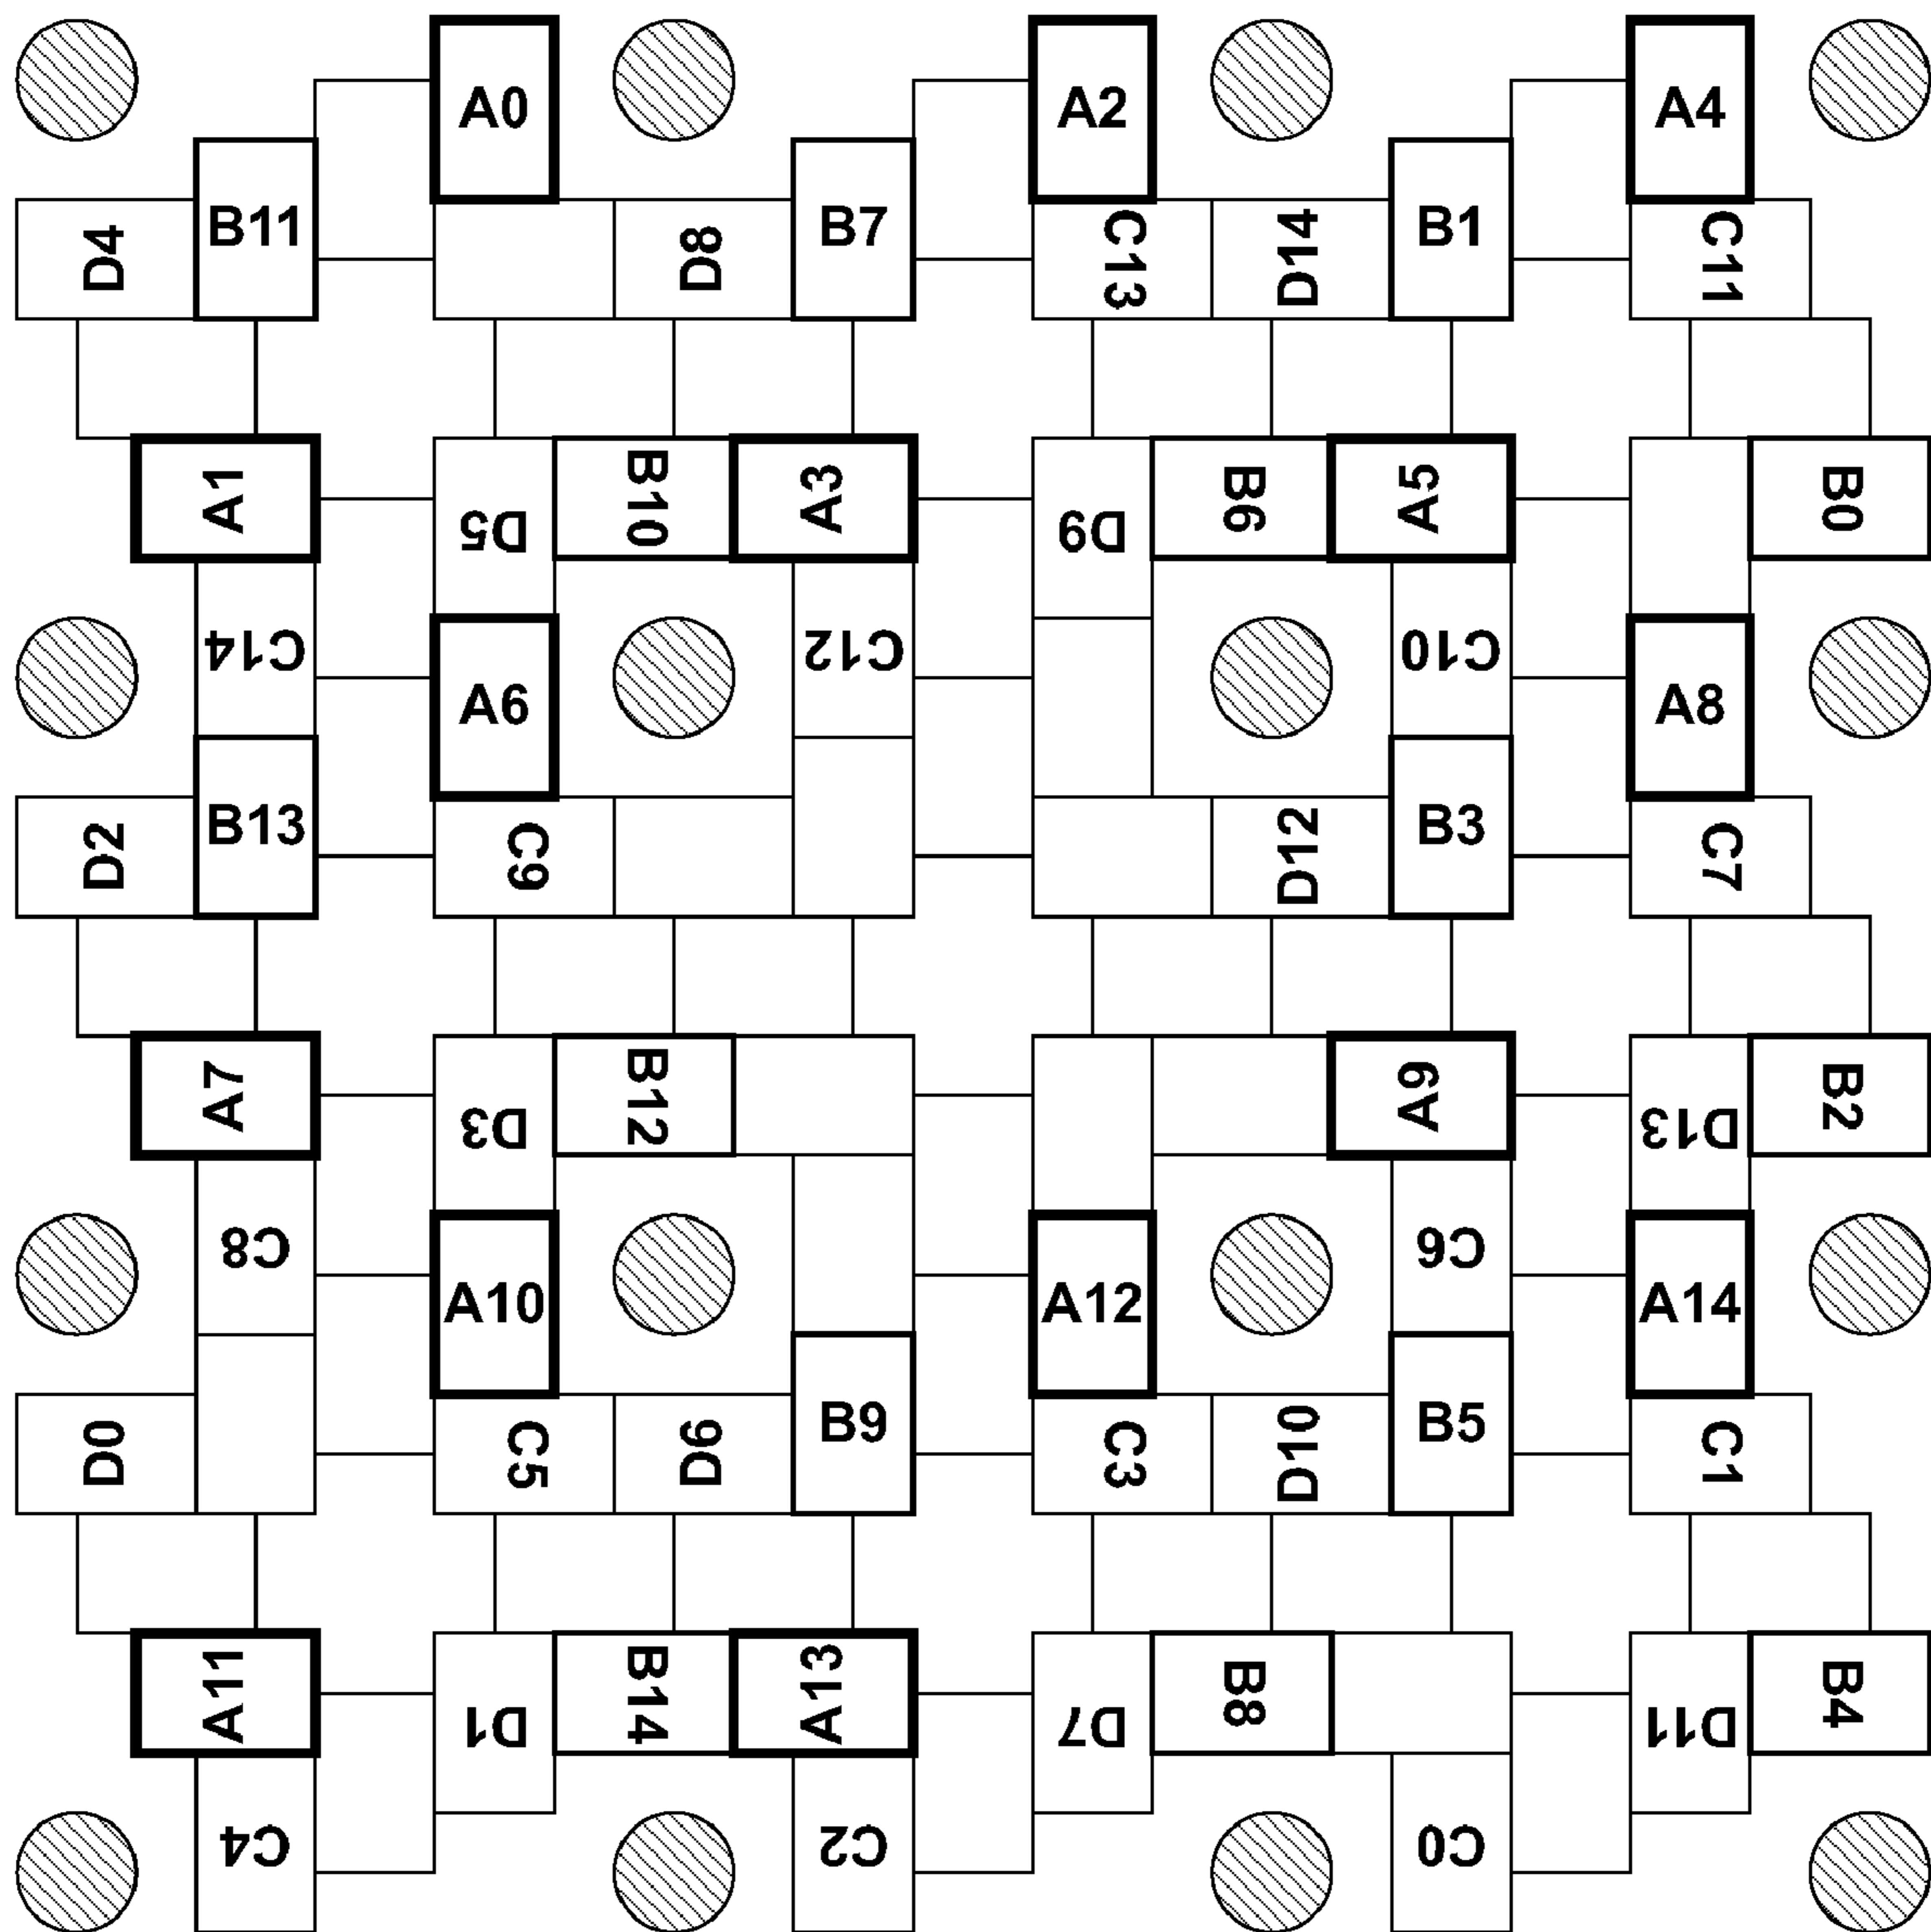 A0 A2 A4
D4 B11 D8 B7 C13 D14 B1 C11
A1 D5 B10 A3 D9 B6 A5 B0
C14 A6 C12 C10 A8
D2 B13 C9 D12 B3 C7
A7 D3 B12 A9 D13 B2
C8 A10 A12 C6 A14
D0 C5 D6 B9 C3 D10 B5 C1
A11 D1 B14 A13 D7 B8 D11 B4
C4 C2 C0